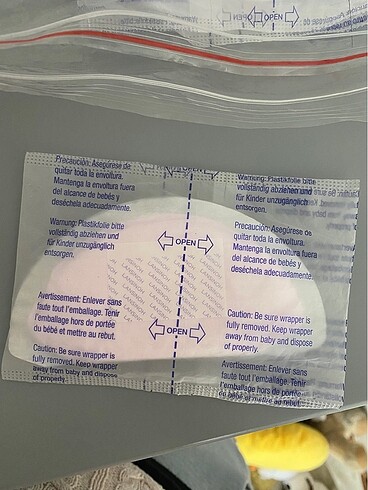 OPEN
Precaución: Asegúrese de
quitar toda la envoltura.
Mantenga la envoltura fuera
del alcance de bebés y
deséchela adecuadamente.
Warnung: Plastikfolie bitte
vollständig abziehen und
für Kinder unzugänglich
entsorgen.
Avertissement: Enlever sans
faute tout l'emballage. Tenir
l'emballage hors de portée
du bébé et mettre au rebut.
Caution: Be sure wrapper is
fully removed. Keep wrapper
away from baby and dispose
of properly.
OPEN
OPEN
LANSINOH
Warnung: Plastikfolie bitte
vollständig abziehen und
für Kinder unzugänglich
entsorgen.
Precaución: Asegúrese de
quitar toda la envoltura.
Mantenga la envoltura fuera
del alcance de bebés y
deséchela adecuadamente.
Caution: Be sure wrapper is
fully removed. Keep wrapper
away from baby and dispose
of properly.
Avertissement: Enlever sans
faute tout l'emballage. Tenir
l'emballage hors de portée
du bébé et mettre au rebut.